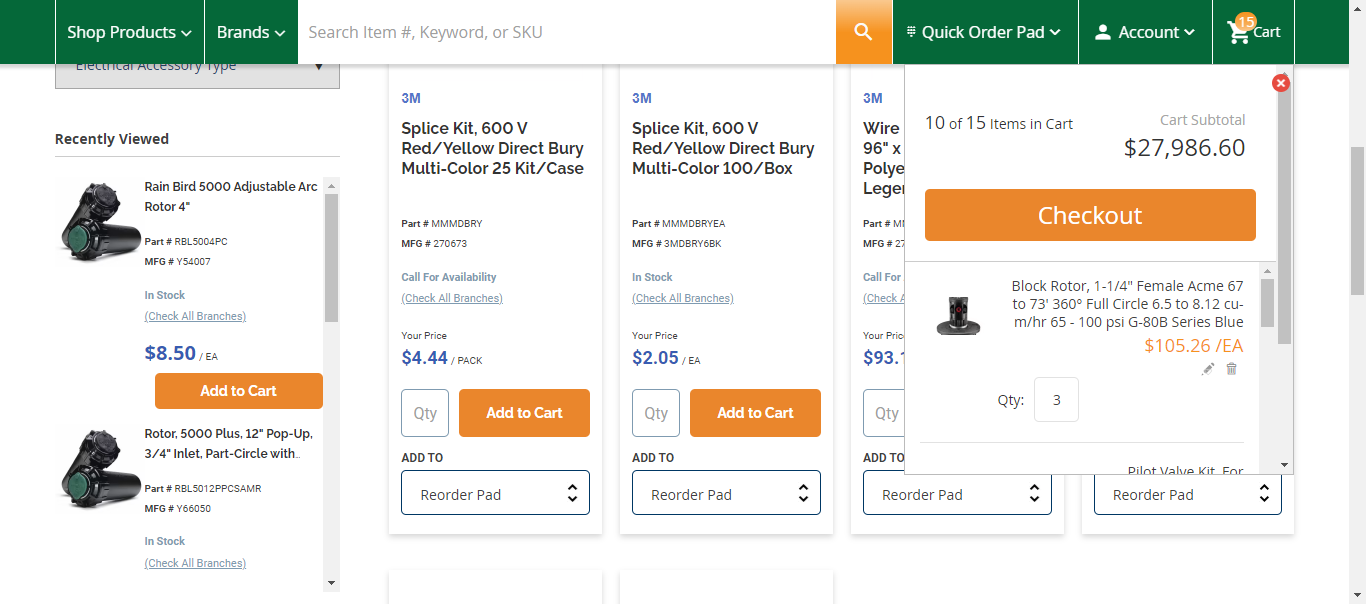 Shop Products
Brands
Search Item #, Keyword, or SKU
Quick Order Pad
Account
15
Cart
Electrical Accessory Type
Recently Viewed
Rain Bird 5000 Adjustable Arc
Rotor 4"
Part # RBL5004PC
MFG # Y54007
In Stock
(Check All Branches)
$8.50 / EA
Add to Cart
Rotor, 5000 Plus, 12" Pop-Up,
3/4" Inlet, Part-Circle with..
Part # RBL5012PPCSAMR
MFG # Y66050
In Stock
(Check All Branches)
3M
Splice Kit, 600 V
Red/Yellow Direct Bury
Multi-Color 25 Kit/Case
Part # MMMDBRY
MFG # 270673
Call For Availability
(Check All Branches)
Your Price
$4.44 / PACK
Qty
Add to Cart
ADD TO
Reorder Pad
3M
Splice Kit, 600 V
Red/Yellow Direct Bury
Multi-Color 100/Box
Part # MMMDBRYEA
MFG # 3MDBRY6BK
In Stock
(Check All Branches)
Your Price
$2.05 / EA
Qty
Add to Cart
ADD TO
Reorder Pad
3M
Wire
96" x
Part #
MFG # 27
Call For
(Check A
Your Price
$93.1
Qty
ADD TO
Reorder Pad
Reorder Pad
10 of 15 Items in Cart
Cart Subtotal
$27,986.60
Checkout
Block Rotor, 1-1/4" Female Acme 67
to 73' 360° Full Circle 6.5 to 8.12 cu-
m/hr 65 - 100 psi G-80B Series Blue
$105.26 /EA
Qty:
3
Pilot Valve Kit, For